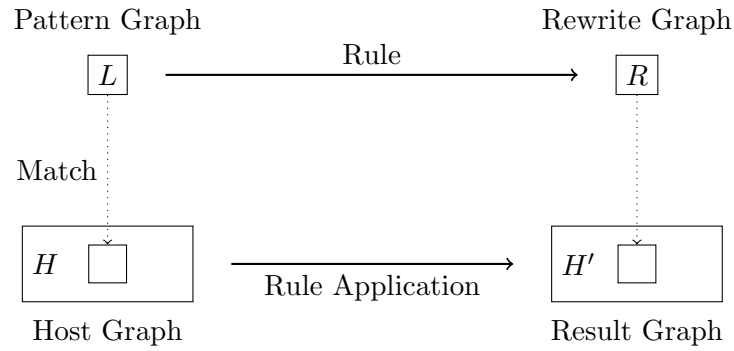 Pattern Graph
Rewrite Graph
L
Rule
R
Match
H
Rule Application
H′
Host Graph
Result Graph